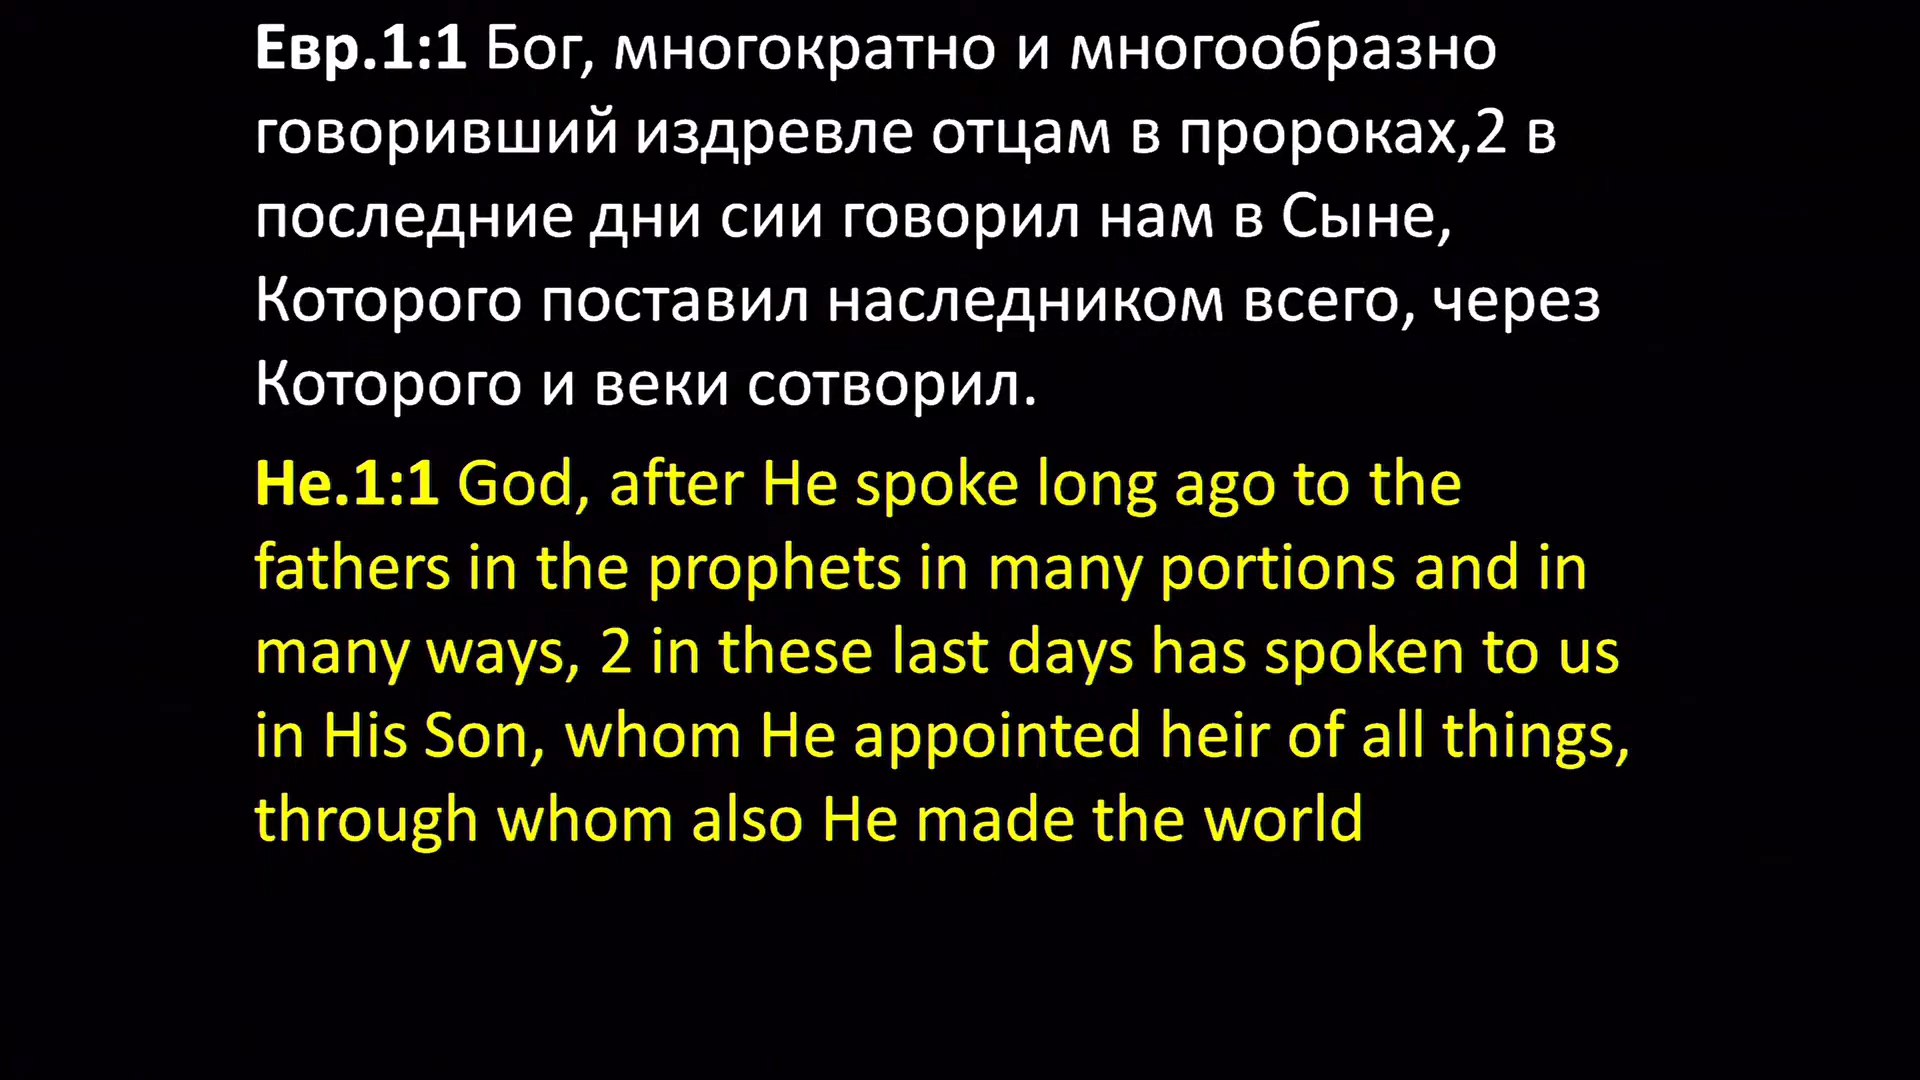 Евр.1:1 Бог, многократно и многообразно
говоривший издревле отцам в пророках,2 в
последние дни сии говорил нам в Сыне,
Которого поставил наследником всего, через
Которого и веки сотворил.
He.1:1 God, after He spoke long ago to the
fathers in the prophets in many portions and in
many ways, 2 in these last days has spoken to us
in His Son, whom He appointed heir of all things,
through whom also He made the world